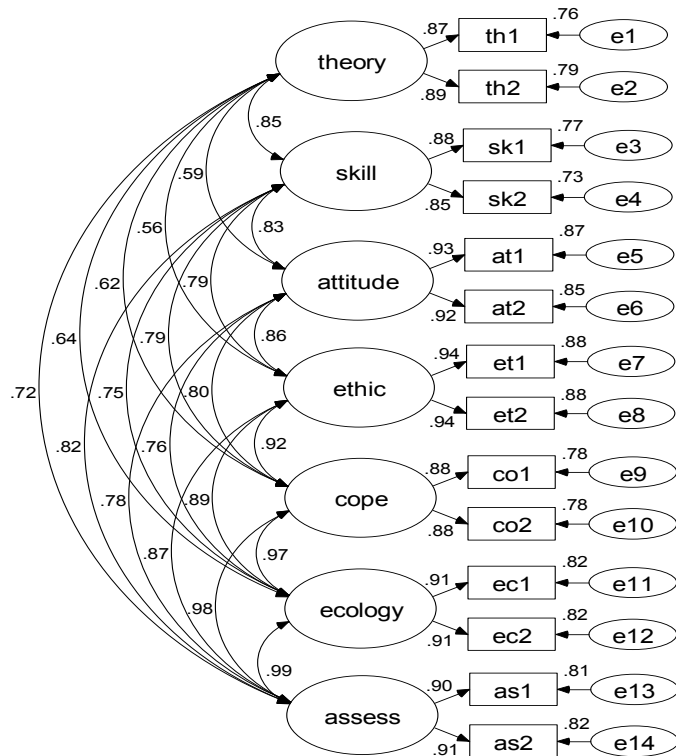 .76
.87
th1
e1
theory
.79
th2
e2
.89
.85
.77
.88
sk1
e3
.59
skill
.73
sk2
e4
.85
.56
.83
.87
.93
at1
e5
.62
.79
attitude
.85
at2
e6
.92
.64
.79
.86
.88
.94
et1
e7
.72
.75
.80
ethic
.88
et2
e8
.94
.82
.76
.92
.78
.88
co1
e9
.78
.89
cope
.78
co2
e10
.88
.87
.97
.82
.91
ec1
e11
.98
ecology
.82
ec2
e12
.91
.99
.81
.90
as1
e13
assess
.82
as2
e14
.91